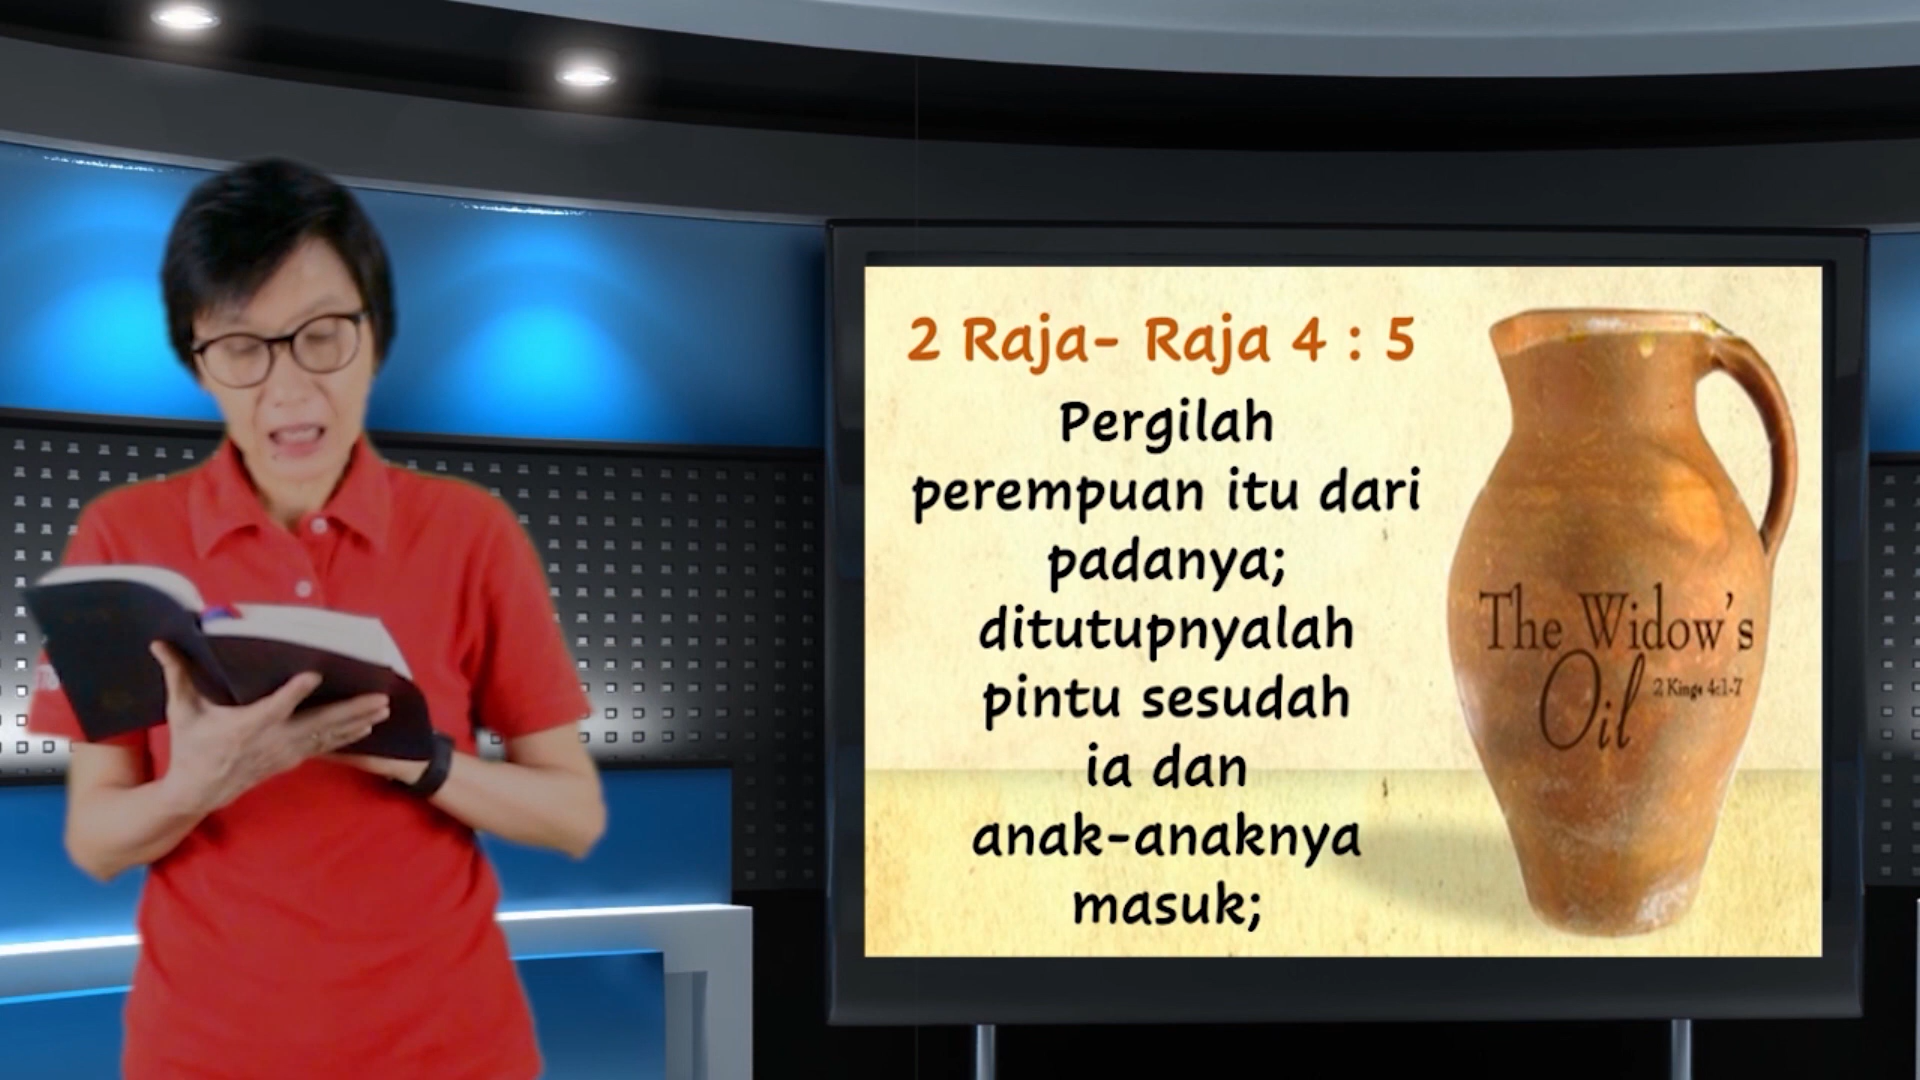 2 Raja- Raja 4 : 5
Pergilah
perempuan itu dari
padanya;
ditutupnyalah
pintu sesudah
ia dan
anak-anaknya
masuk;
The Widow's
Oil
2 Kings 4:1-7